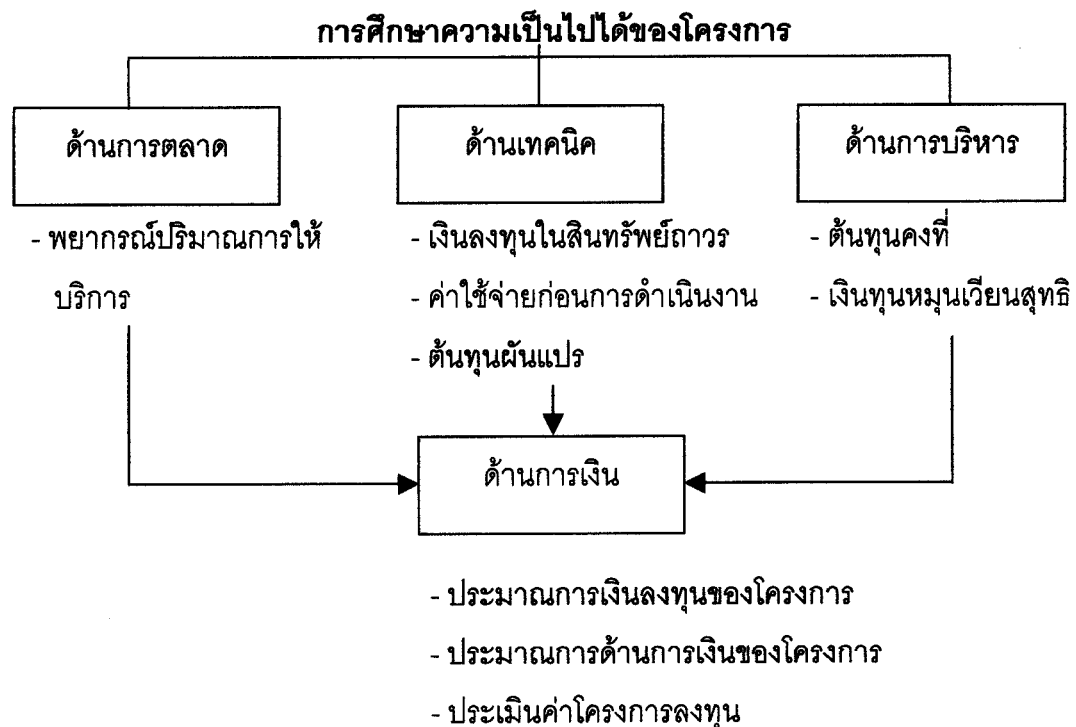 การศึกษาความเป็นไปได้ของโครงการ
ด้านการตลาด
- พยากรณ์ปริมาณการให้
บริการ
ด้านเทคนิค
- เงินลงทุนในสินทรัพย์ถาวร
- ค่าใช้จ่ายก่อนการดำเนินงาน
- ต้นทุนผันแปร
ด้านการบริหาร
- ต้นทุนคงที่
- เงินทุนหมุนเวียนสุทธิ
ด้านการเงิน
- ประมาณการเงินลงทุนของโครงการ
- ประมาณการด้านการเงินของโครงการ
- ประเมินค่าโครงการลงทุน